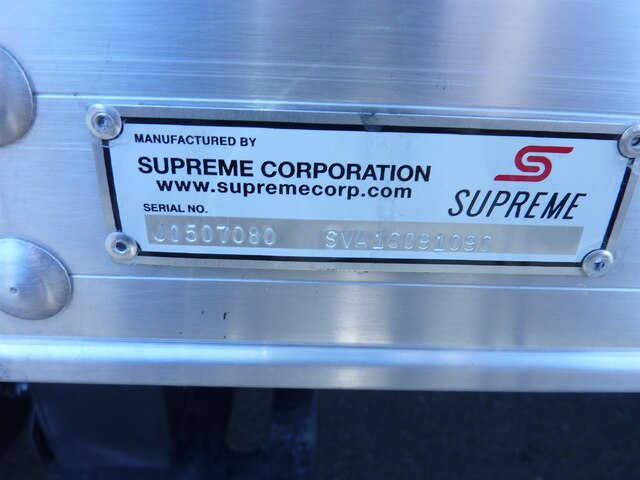 MANUFACTURED BY
SUPREME CORPORATION
www.supremecorp.com
SUPREME
SERIAL NO.
J0507080